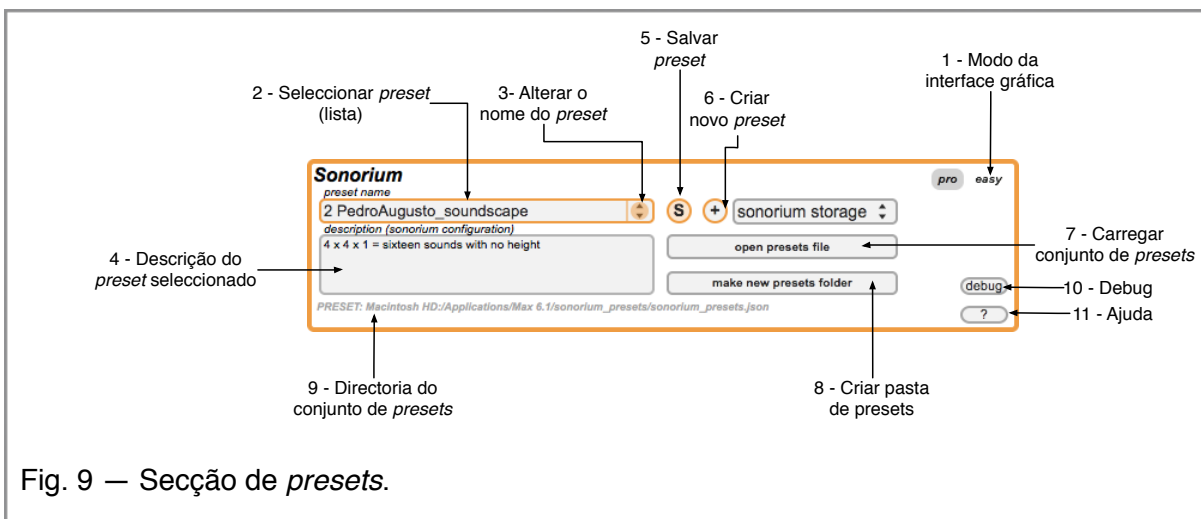 5 - Salvar
preset
1 - Modo da
interface gráfica
2 - Seleccionar preset
(lista)
3- Alterar o
nome do preset
6 - Criar
novo preset
Sonorium
preset name
pro easy
2 PedroAugusto_soundscape
S + sonorium storage
description (sonorium configuration)
4 x 4 x 1 = sixteen sounds with no height
open presets file
7 - Carregar
conjunto de presets
4 - Descrição do
preset seleccionado
make new presets folder
debug
10 - Debug
PRESET: Macintosh HD:/Applications/Max 6.1/sonorium_presets/sonorium_presets.json
?
11 - Ajuda
9 - Directoria do
conjunto de presets
8 - Criar pasta
de presets
Fig. 9 — Secção de presets.